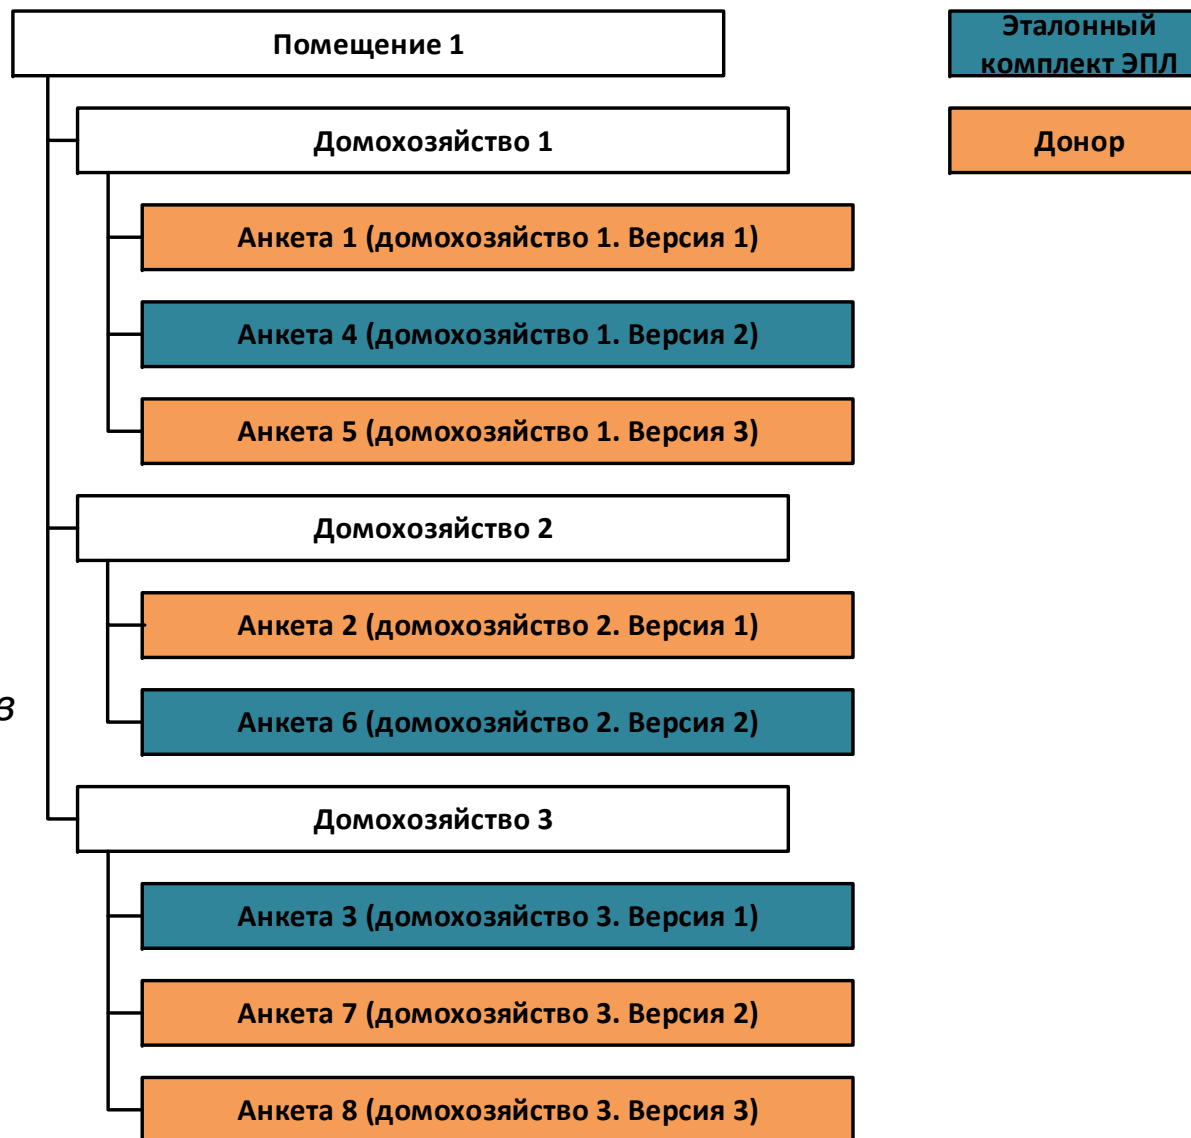 Помещение 1
Эталонный
комплект ЭПЛ
Домохозяйство 1
Донор
Анкета 1 (домохозяйство 1. Версия 1)
Анкета 4 (домохозяйство 1. Версия 2)
Анкета 5 (домохозяйство 1. Версия 3)
Домохозяйство 2
Анкета 2 (домохозяйство 2. Версия 1)
в
Анкета 6 (домохозяйство 2. Версия 2)
Домохозяйство 3
Анкета 3 (домохозяйство 3. Версия 1)
Анкета 7 (домохозяйство 3. Версия 2)
Анкета 8 (домохозяйство 3. Версия 3)